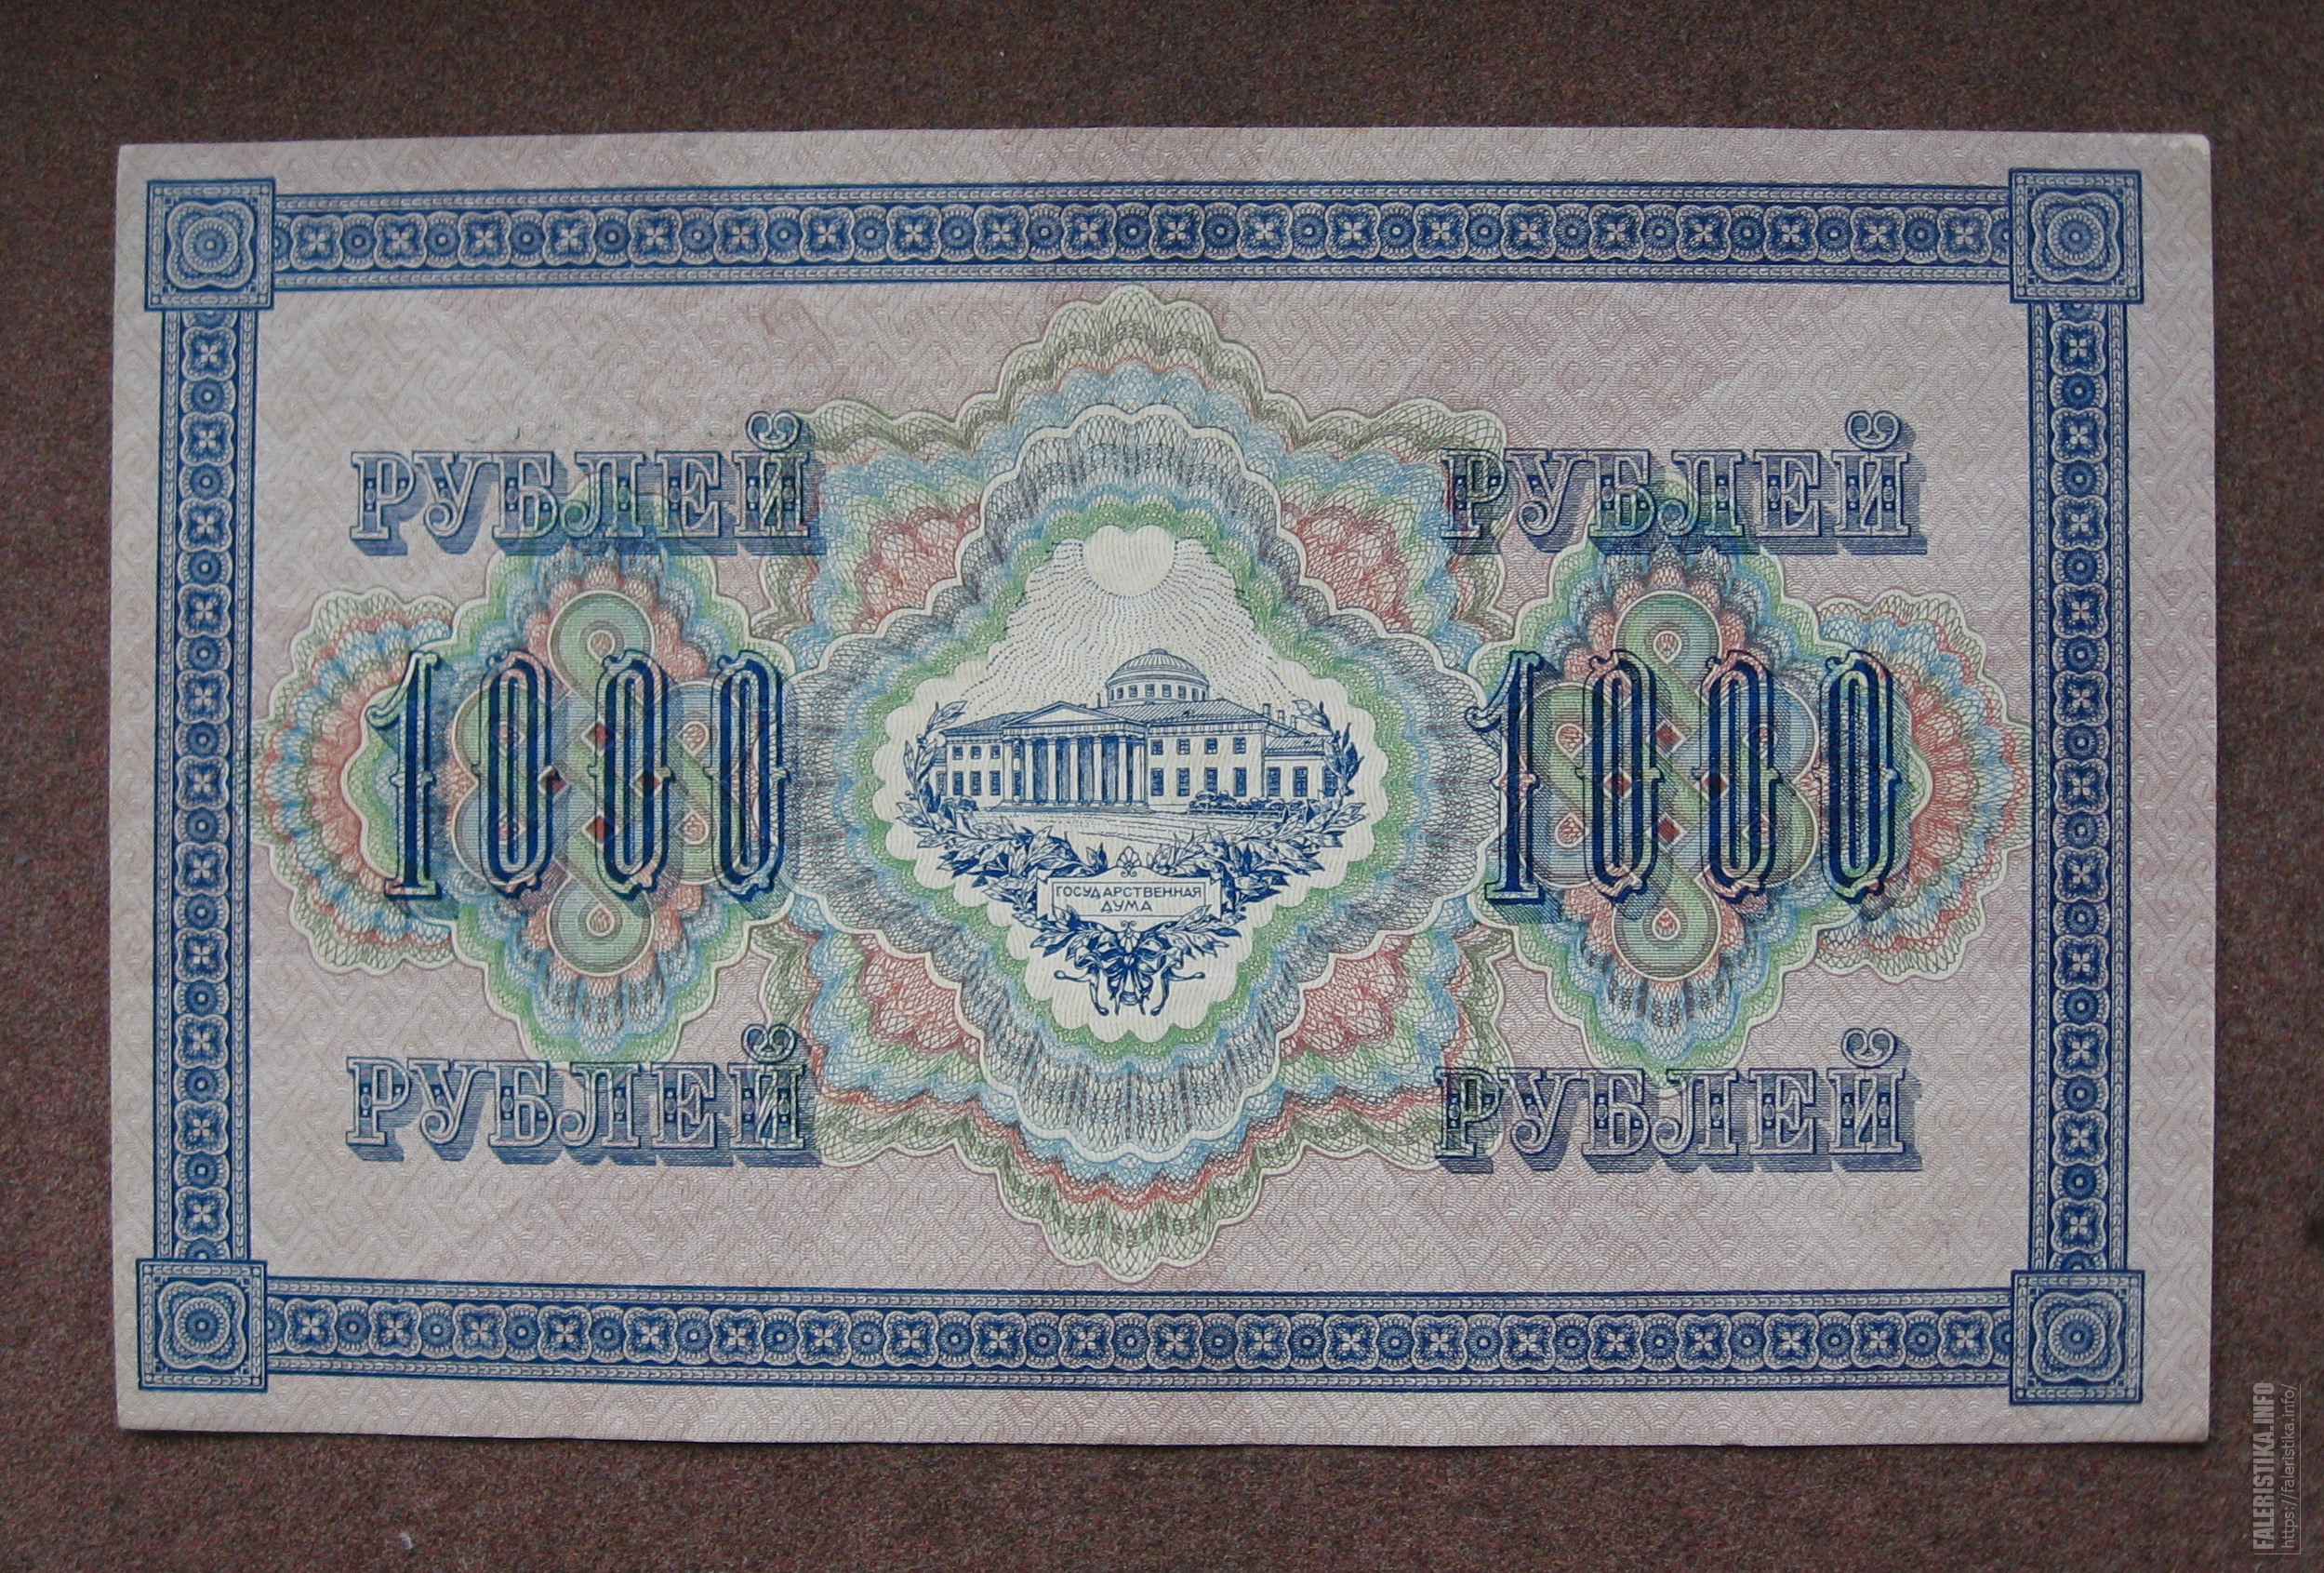 РУБЛЕЙ РУБЛЕЙ
1000 1000
ГОСУДАРСТВЕННАЯ
ДУМА
РУБЛЕЙ РУБЛЕЙ
FALERISTIKA.INFO
https://faleristika.info/